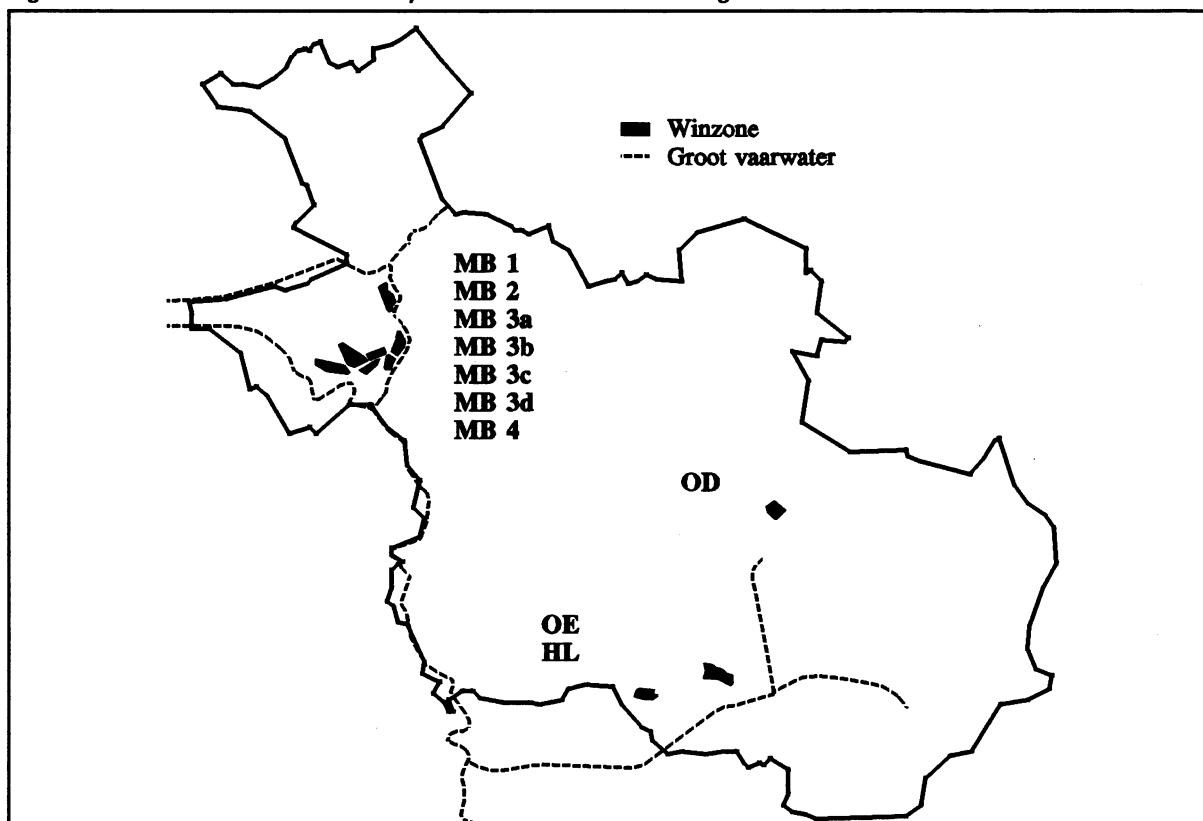 Winzone
Groot vaarwater
MB 1
MB 2
MB 3a
MB 3b
MB 3c
MB 3d
MB 4
OD
OE
HL